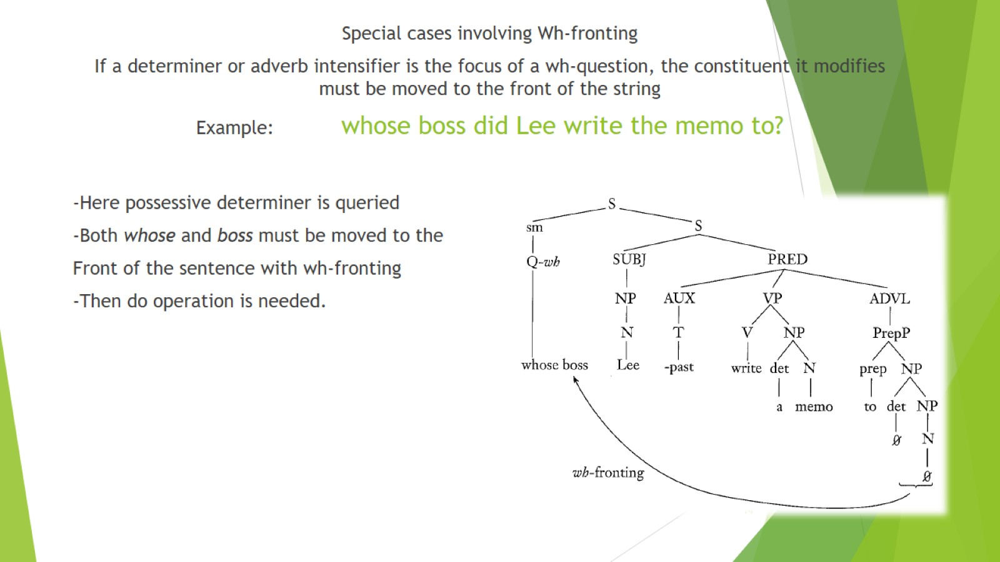 Special cases involving Wh-fronting
If a determiner or adverb intensifier is the focus of a wh-question, the constituent it modifies
must be moved to the front of the string
Example: whose boss did Lee write the memo to?
-Here possessive determiner is queried
-Both whose and boss must be moved to the
Front of the sentence with wh-fronting
-Then do operation is needed.
S
sm S
Q-wh SUBJ PRED
NP AUX VP ADVL
N T V NP PrepP
whose boss Lee -past write det N prep NP
a memo to det NP
Ø N
wh-fronting Ø